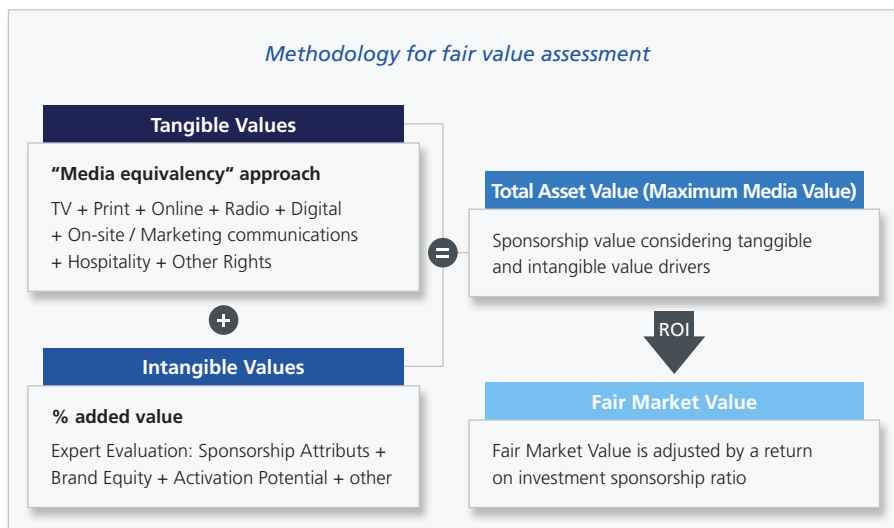 Methodology for fair value assessment
Tangible Values
“Media equivalency“ approach
TV + Print + Online + Radio + Digital
+ On-site / Marketing communications
+ Hospitality + Other Rights
+
Intangible Values
% added value
Expert Evaluation: Sponsorship Attributs +
Brand Equity + Activation Potential + other
=
Total Asset Value (Maximum Media Value)
Sponsorship value considering tanggible
and intangible value drivers
ROI
Fair Market Value
Fair Market Value is adjusted by a return
on investment sponsorship ratio